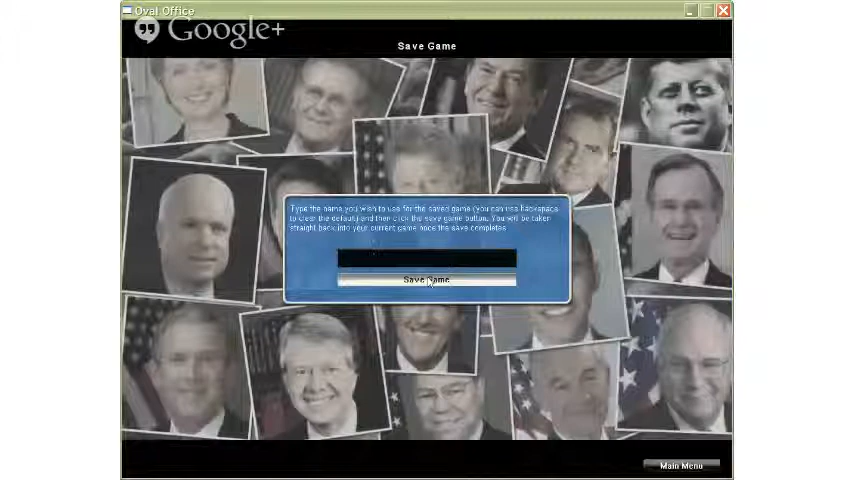 Oval Office
Google+
Save Game
Type the name you wish to use for the saved game (you can use backspace
to clear the default) and then click the save game button. You will be taken
straight back into your current game once the save completes
Save Game
Main Menu